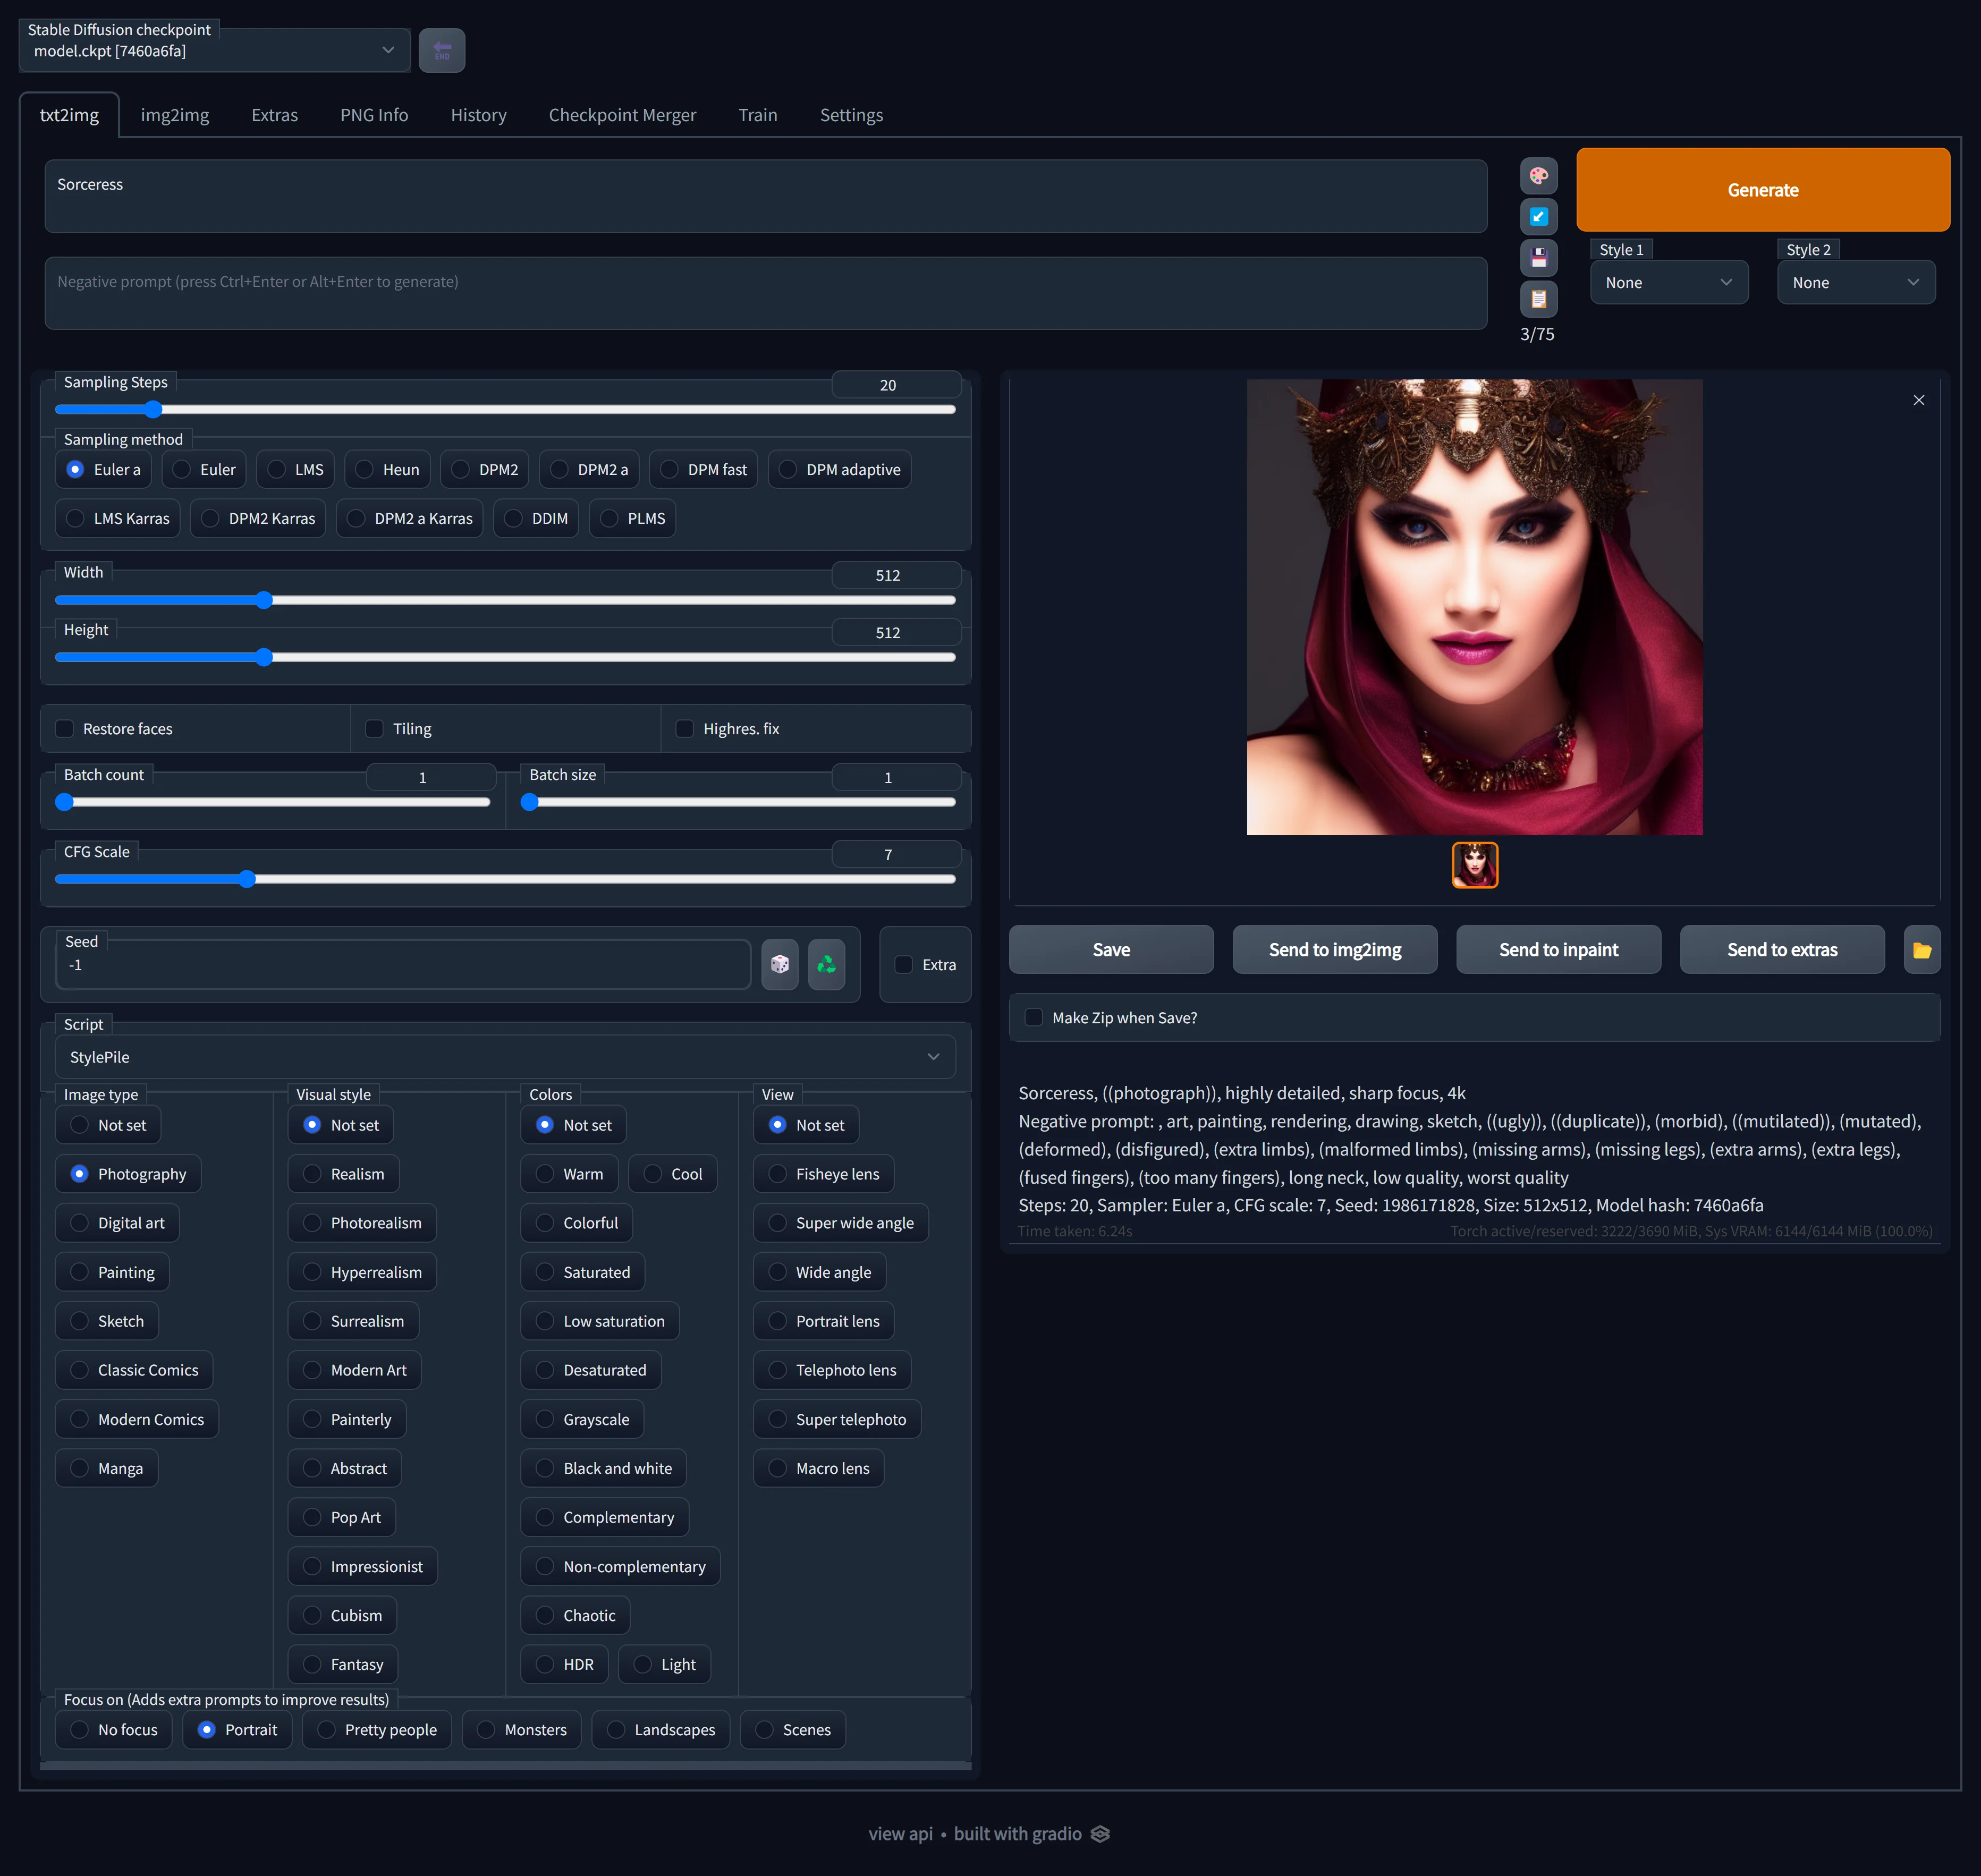 Stable Diffusion checkpoint
model.ckpt [7460a6fa]
END
txt2img img2img Extras PNG Info History Checkpoint Merger Train Settings
Sorceress
Generate
Negative prompt (press Ctrl+Enter or Alt+Enter to generate)
Style 1 Style 2
None None
3/75
Sampling Steps 20
Sampling method
Euler a Euler LMS Heun DPM2 DPM2 a DPM fast DPM adaptive
LMS Karras DPM2 Karras DPM2 a Karras DDIM PLMS
Width 512
Height 512
Restore faces Tiling Highres. fix
Batch count 1 Batch size 1
CFG Scale 7
Seed
-1
Extra
Script
StylePile
Image type Visual style Colors View
Not set Not set Not set Not set
Photography Realism Warm Cool Fisheye lens
Digital art Photorealism Colorful Super wide angle
Painting Hyperrealism Saturated Wide angle
Sketch Surrealism Low saturation Portrait lens
Classic Comics Modern Art Desaturated Telephoto lens
Modern Comics Painterly Grayscale Super telephoto
Manga Abstract Black and white Macro lens
Pop Art Complementary
Impressionist Non-complementary
Cubism Chaotic
Fantasy HDR Light
Focus on (Adds extra prompts to improve results)
No focus Portrait Pretty people Monsters Landscapes Scenes
Save Send to img2img Send to inpaint Send to extras
Make Zip when Save?
Sorceress, ((photograph)), highly detailed, sharp focus, 4k
Negative prompt: , art, painting, rendering, drawing, sketch, ((ugly)), ((duplicate)), (morbid), ((mutilated)), (mutated),
(deformed), (disfigured), (extra limbs), (malformed limbs), (missing arms), (missing legs), (extra arms), (extra legs),
(fused fingers), (too many fingers), long neck, low quality, worst quality
Steps: 20, Sampler: Euler a, CFG scale: 7, Seed: 1986171828, Size: 512x512, Model hash: 7460a6fa
Time taken: 6.24s Torch active/reserved: 3222/3690 MiB, Sys VRAM: 6144/6144 MiB (100.0%)
view api • built with gradio